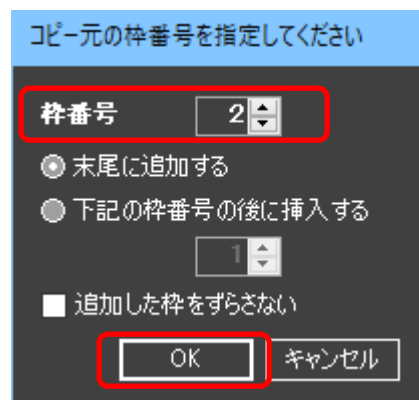 コピー元の枠番号を指定してください
枠番号 2
末尾に追加する
下記の枠番号の後に挿入する
1
追加した枠をずらさない
OK キャンセル